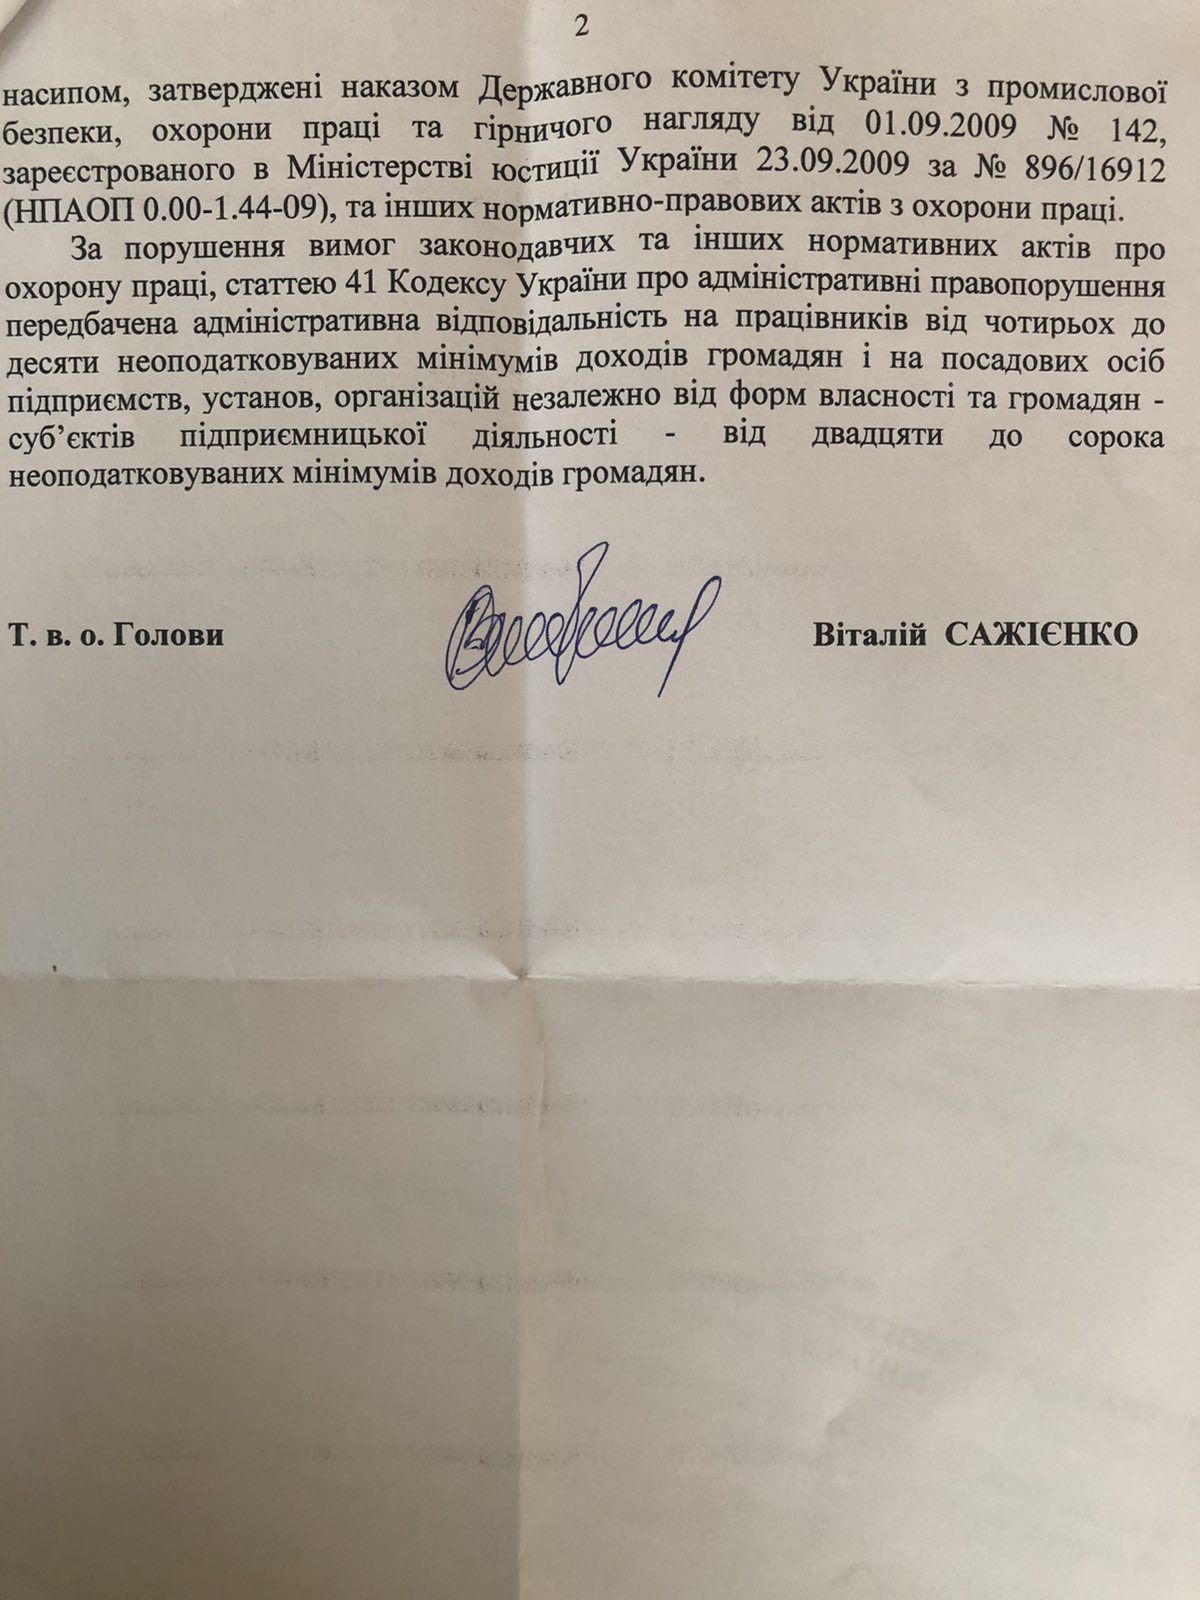 2
насипом, затверджені наказом Державного комітету України з промислової
безпеки, охорони праці та гірничого нагляду від 01.09.2009 № 142,
зареєстрованого в Міністерстві юстиції України 23.09.2009 за № 896/16912
(НПАОП 0.00-1.44-09), та інших нормативно-правових актів з охорони праці.
За порушення вимог законодавчих та інших нормативних актів про
охорону праці, статтею 41 Кодексу України про адміністративні правопорушення
передбачена адміністративна відповідальність на працівників від чотирьох до
десяти неоподатковуваних мінімумів доходів громадян і на посадових осіб
підприємств, установ, організацій незалежно від форм власності та громадян -
суб’єктів підприємницької діяльності - від двадцяти до сорока
неоподатковуваних мінімумів доходів громадян.
Т. в. о. Голови Віталій САЖІЄНКО